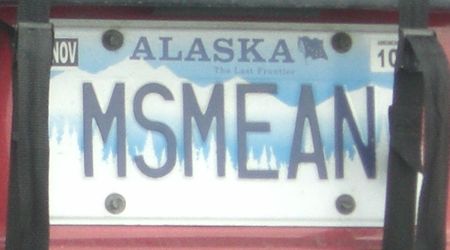 NOV ALASKA 10
The Last Frontier
MSMEAN